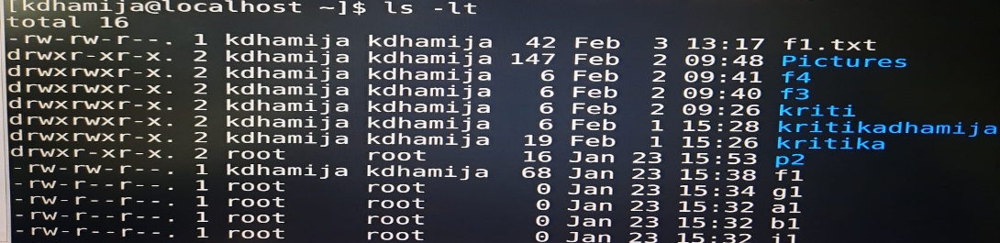 [kdhamija@localhost ~]$ ls -lt
total 16
-rw-rw-r--. 1 kdhamija kdhamija  42 Feb  3 13:17 f1.txt
drwxr-xr-x. 2 kdhamija kdhamija 147 Feb  2 09:48 Pictures
drwxrwxr-x. 2 kdhamija kdhamija   6 Feb  2 09:41 f4
drwxrwxr-x. 2 kdhamija kdhamija   6 Feb  2 09:40 f3
drwxrwxr-x. 2 kdhamija kdhamija   6 Feb  2 09:26 kriti
drwxrwxr-x. 2 kdhamija kdhamija   6 Feb  1 15:28 kritikadhamija
drwxrwxr-x. 2 kdhamija kdhamija  19 Feb  1 15:26 kritika
drwxr-xr-x. 2 root     root      16 Jan 23 15:53 p2
-rw-rw-r--. 1 kdhamija kdhamija  68 Jan 23 15:38 f1
-rw-r--r--. 1 root     root       0 Jan 23 15:34 g1
-rw-r--r--. 1 root     root       0 Jan 23 15:32 a1
-rw-r--r--. 1 root     root       0 Jan 23 15:32 b1
-rw-r--r--. 1 root     root       0 Jan 23 15:32